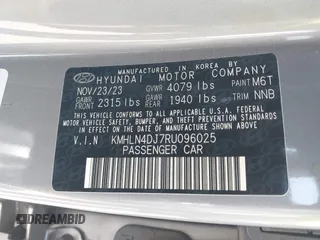 MANUFACTURED IN KOREA BY
HYUNDAI MOTOR COMPANY
NOV/23/23 GVWR 4079 lbs PAINT M6T
GAWR FRONT 2315 lbs GAWR REAR 1940 lbs TRIM NNB
THIS VEHICLE CONFORMS TO ALL APPLICABLE U.S. FEDERAL MOTOR
VEHICLE SAFETY, BUMPER, AND THEFT PREVENTION STANDARDS IN
EFFECT ON THE DATE OF MANUFACTURE SHOWN ABOVE.
V.I.N KMHLN4DJ7RU096025
PASSENGER CAR
DREAMBID